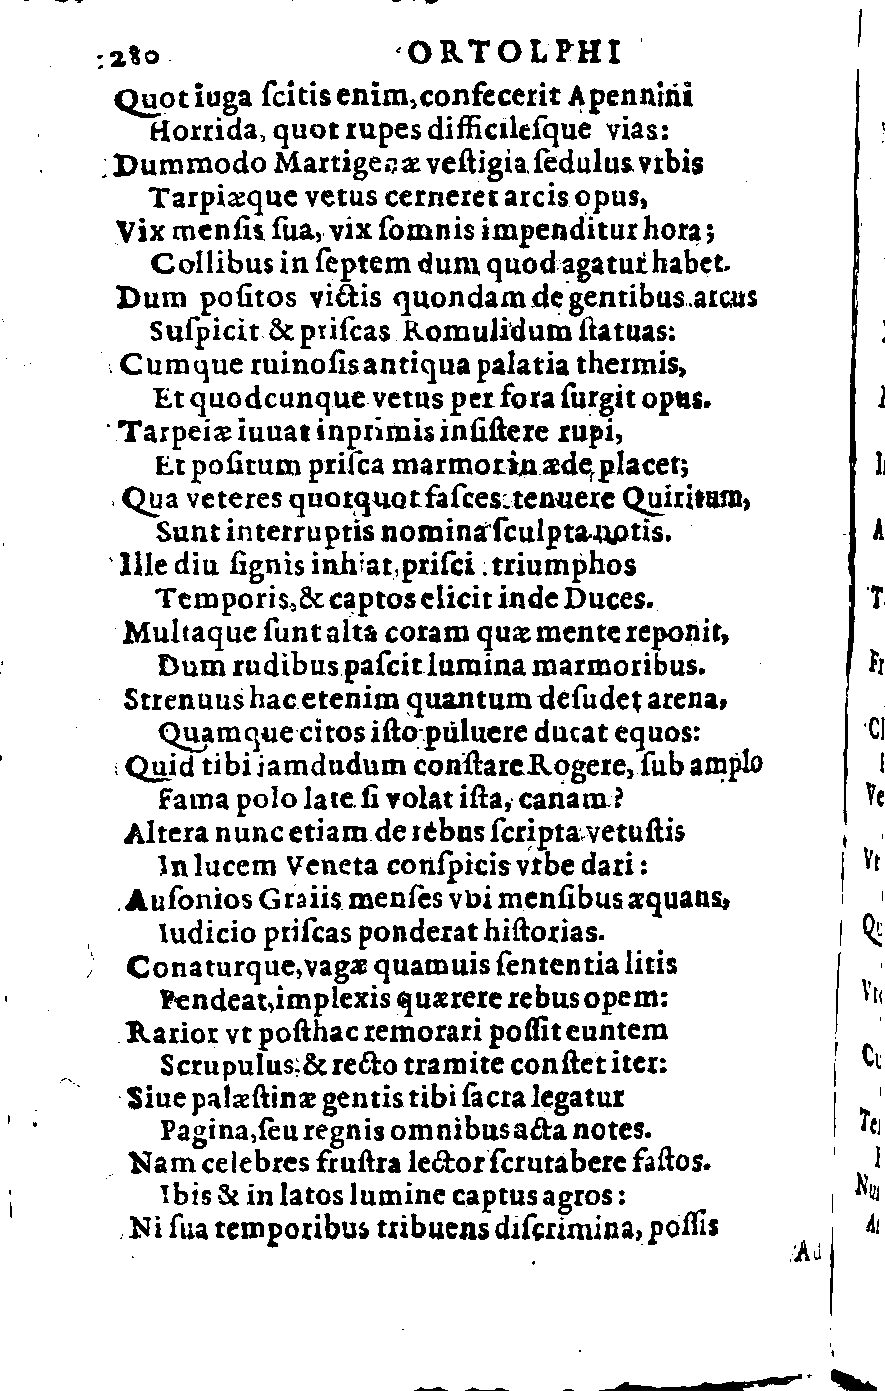 280 ORTOLPHI
Quot iuga ſcitis enim, confecerit Apennini
Horrida, quot rupes difficileſque vias:
Dummodo Martigenæ veſtigia ſedulus vrbis
Tarpiæque vetus cerneret arcis opus,
Vix menſis ſua, vix ſomnis impenditur hora;
Collibus in ſeptem dum quod agatur habet.
Dum poſitos victis quondam de gentibus arcus
Suſpicit & priſcas Romulidum ſtatuas:
Cumque ruinoſis antiqua palatia thermis,
Et quodcunque vetus per fora ſurgit opus.
Tarpeiæ iuuat inprimis inſiſtere rupi,
Et poſitum priſca marmor in æde placet;
Qua veteres quotquot faſces tenuere Quiritum,
Sunt interruptis nomina ſculpta notis.
Ille diu ſignis inhiat, priſci triumphos
Temporis, & captos elicit inde Duces.
Multaque ſunt alta coram quæ mente reponit,
Dum rudibus paſcit lumina marmoribus.
Strenuus hac etenim quantum deſudet arena,
Quamque citos iſto puluere ducat equos:
Quid tibi iamdudum conſtare Rogere, ſub amplo
Fama polo late ſi volat iſta, canam?
Altera nunc etiam de rebus ſcripta vetuſtis
In lucem Veneta conſpicis vrbe dari:
Auſonios Graiis menſes vbi menſibus æquans,
Iudicio priſcas ponderat hiſtorias.
Conaturque, vagæ quamuis ſententia litis
Pendeat, implexis quærere rebus opem:
Rarior vt poſthac remorari poſſit euntem
Scrupulus: & recto tramite conſtet iter:
Siue palæſtinæ gentis tibi ſacra legatur
Pagina, ſeu regnis omnibus acta notes.
Nam celebres fruſtra lector ſcrutabere faſtos.
Ibis & in latos lumine captus agros:
Ni ſua temporibus tribuens diſcrimina, poſſis
Ad